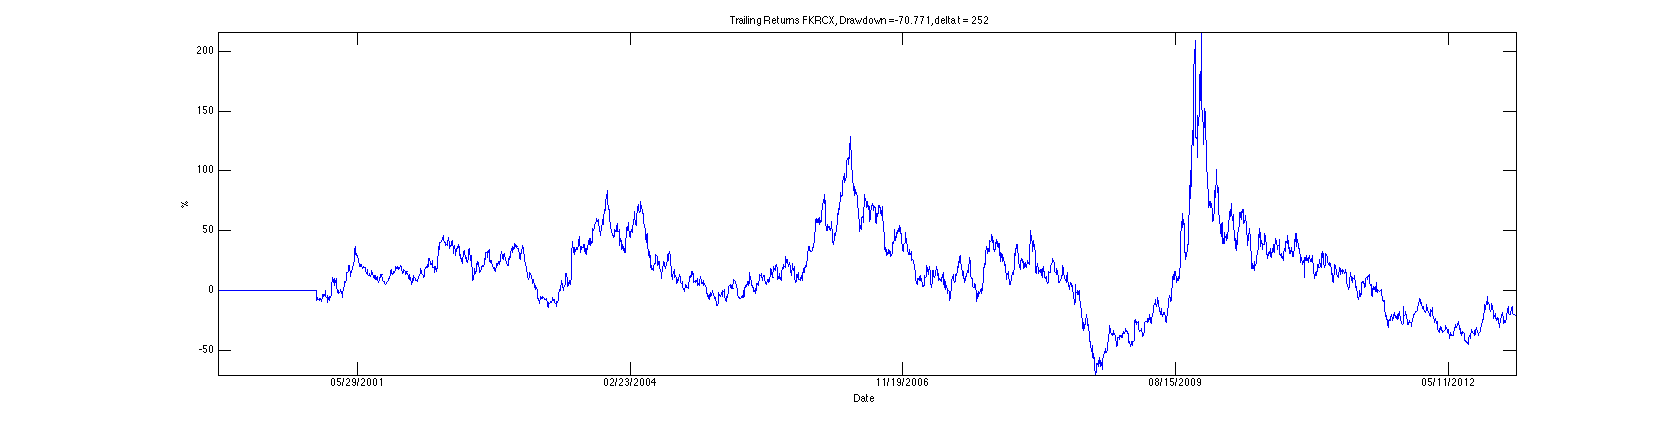 Trailing Returns FKRCX, Drawdown =-70.771, delta t = 252
200
150
100
50
0
-50
%
05/29/2001 02/23/2004 11/19/2006 08/15/2009 05/11/2012
Date